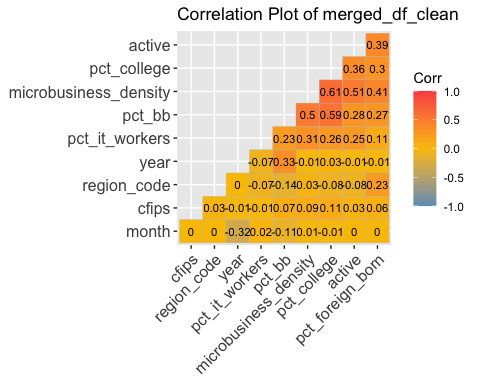 Correlation Plot of merged_df_clean
active
0.39
pct_college
0.36 0.3
microbusiness_density
0.61 0.51 0.41
pct_bb
0.5 0.59 0.28 0.27
pct_it_workers
0.23 0.31 0.26 0.25 0.11
year
-0.07 0.33 -0.01 0.03 -0.01 -0.01
region_code
0 -0.07 -0.14 -0.03 -0.08 -0.08 0.23
cfips
0.03 -0.01 -0.01 0.07 0.09 0.11 0.03 0.06
month
0 0 -0.32 0.02 -0.11 0.01 -0.01 0 0
cfips
region_code
year
pct_it_workers
pct_bb
microbusiness_density
pct_college
active
pct_foreign_born
Corr
1.0
0.5
0.0
-0.5
-1.0